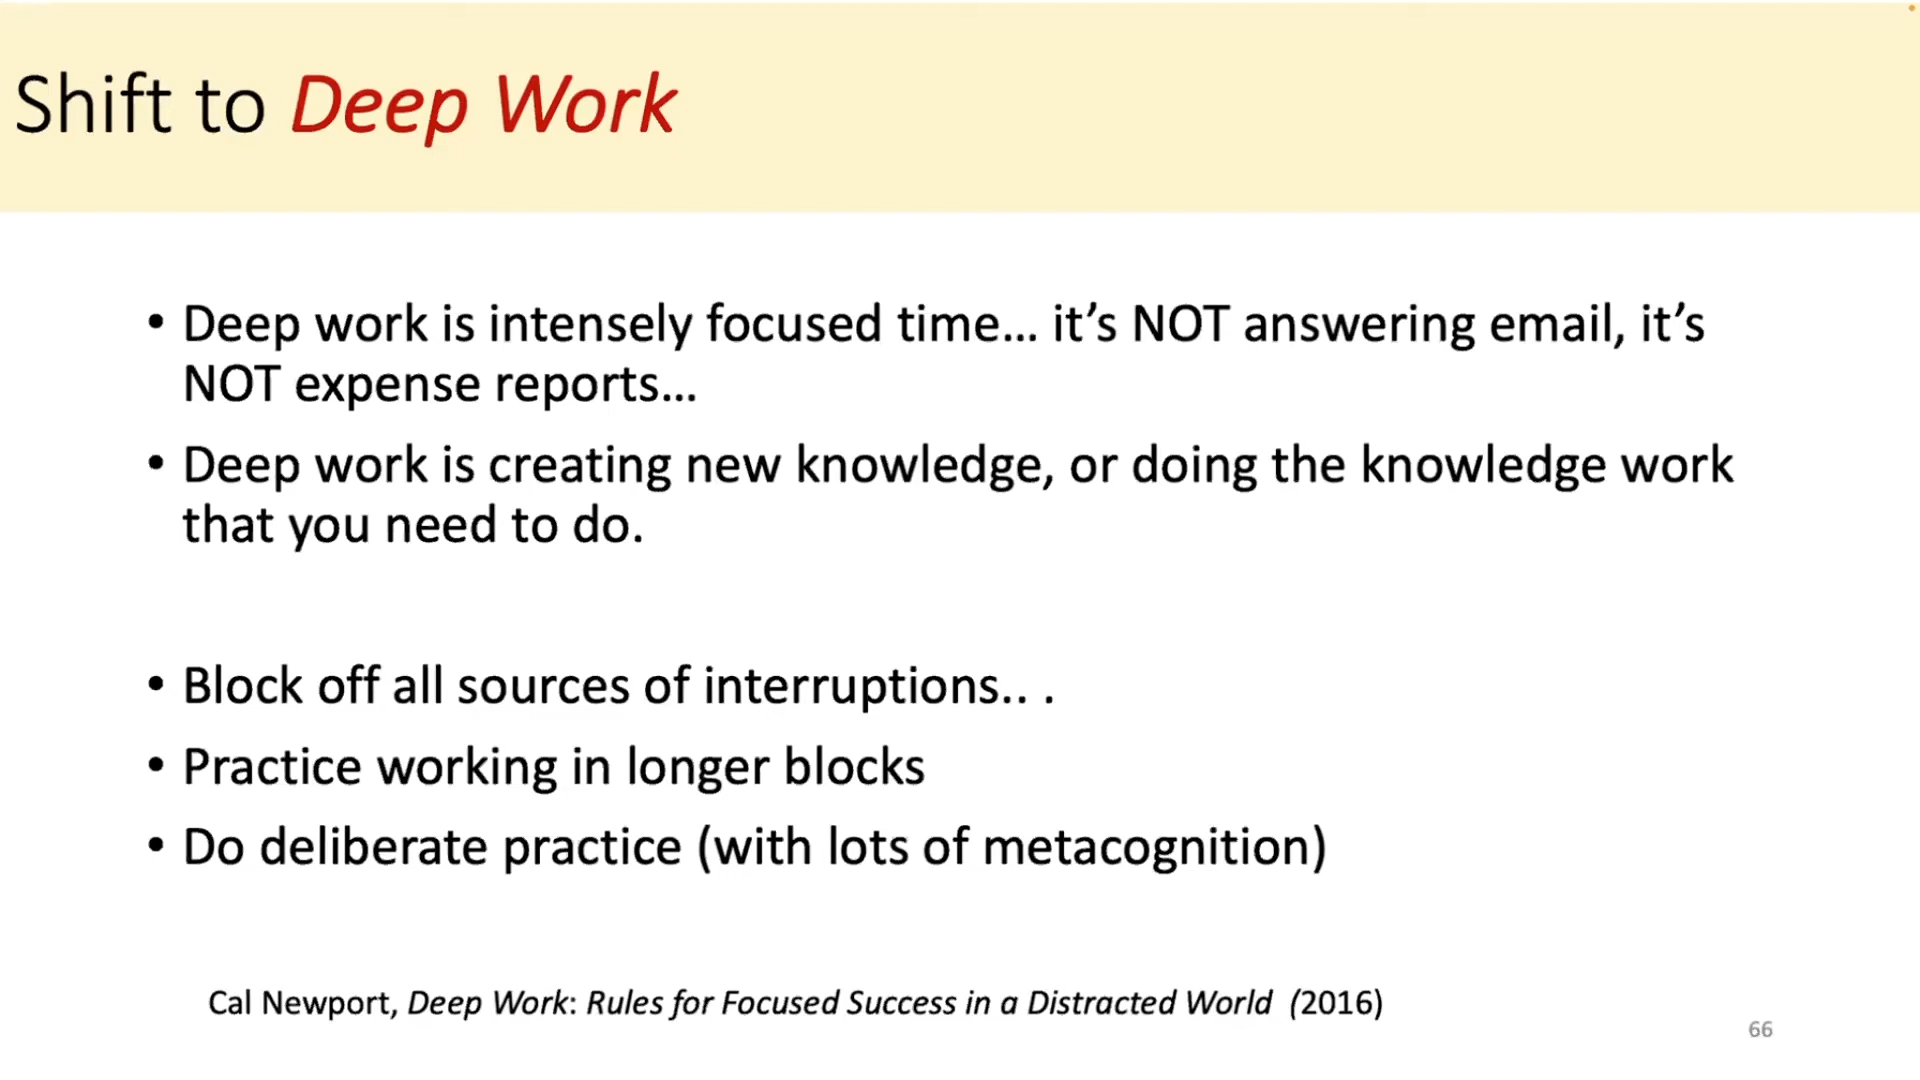 Shift to Deep Work
• Deep work is intensely focused time... it's NOT answering email, it's
NOT expense reports...
• Deep work is creating new knowledge, or doing the knowledge work
that you need to do.
• Block off all sources of interruptions.. .
• Practice working in longer blocks
• Do deliberate practice (with lots of metacognition)
Cal Newport, Deep Work: Rules for Focused Success in a Distracted World (2016)
66